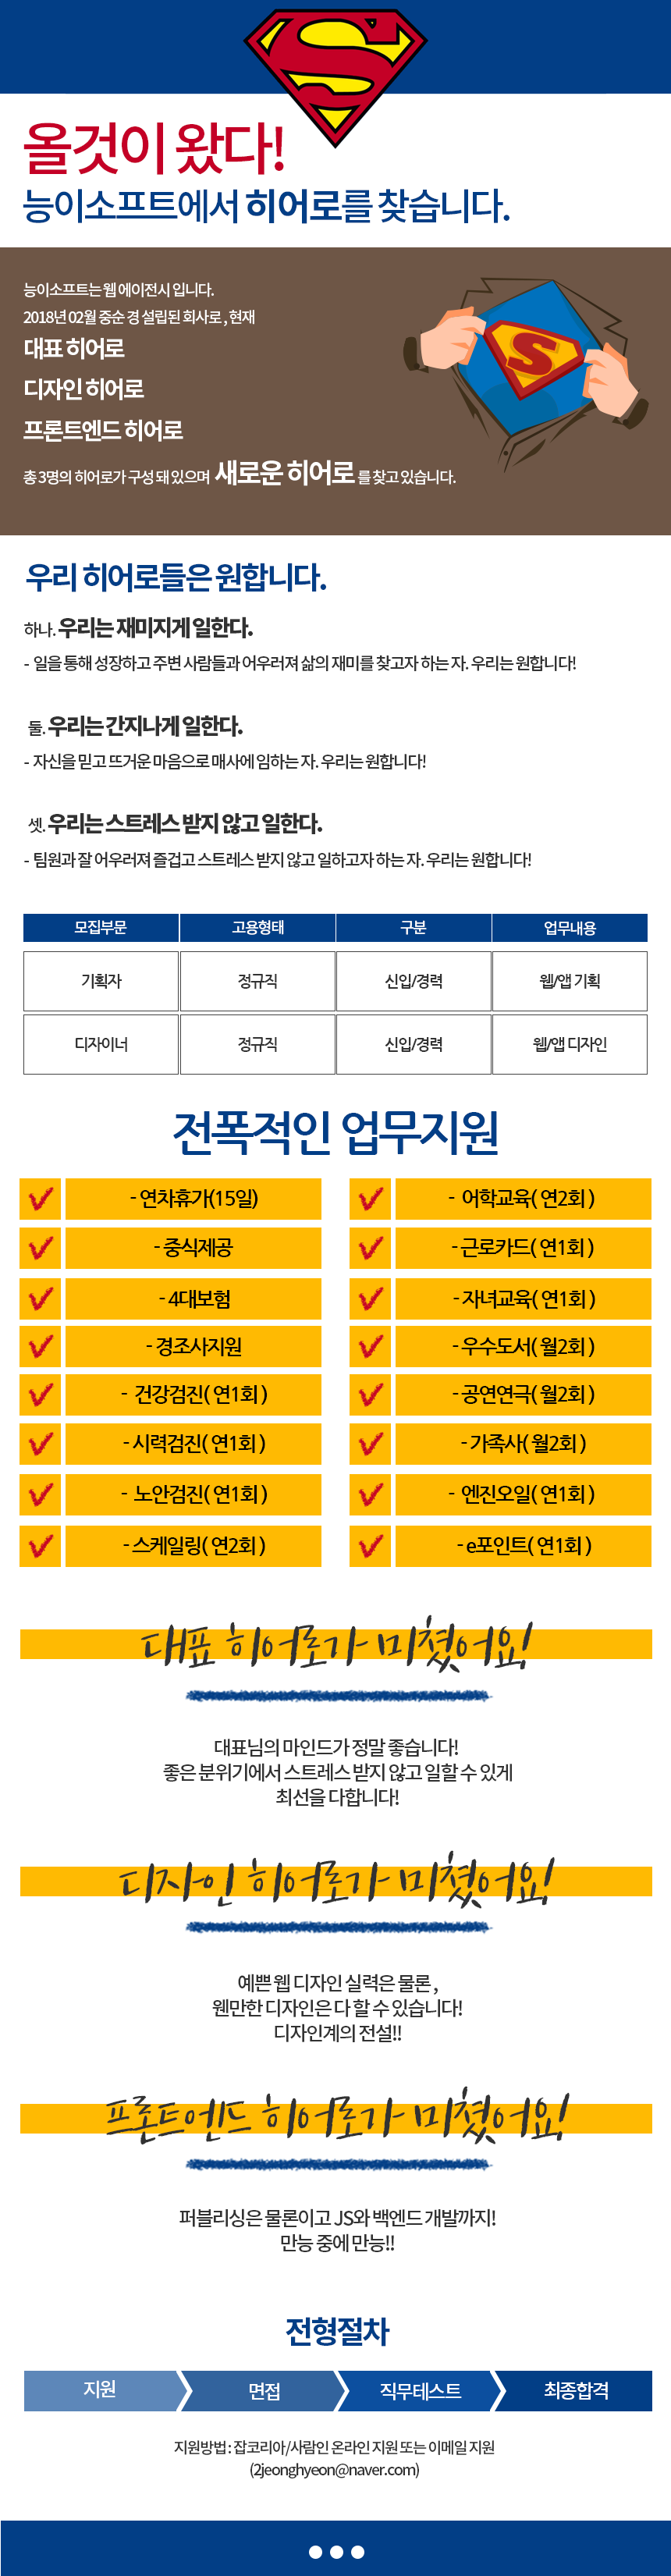 올것이 왔다!
능이소프트에서 히어로를 찾습니다.
능이소프트는 웹 에이전시 입니다.
2018년 02월 중순 경 설립된 회사로 , 현재
대표 히어로
디자인 히어로
프론트엔드 히어로
총 3명의 히어로가 구성 돼 있으며 새로운 히어로 를 찾고 있습니다.
우리 히어로들은 원합니다.
하나. 우리는 재미지게 일한다.
- 일을 통해 성장하고 주변 사람들과 어우러져 삶의 재미를 찾고자 하는 자. 우리는 원합니다!
둘. 우리는 간지나게 일한다.
- 자신을 믿고 뜨거운 마음으로 매사에 임하는 자. 우리는 원합니다!
셋. 우리는 스트레스 받지 않고 일한다.
- 팀원과 잘 어우러져 즐겁고 스트레스 받지 않고 일하고자 하는 자. 우리는 원합니다!
모집부문 고용형태 구분 업무내용
기획자 정규직 신입/경력 웹/앱 기획
디자이너 정규직 신입/경력 웹/앱 디자인
전폭적인 업무지원
- 연차휴가(15일) - 어학교육( 연2회 )
- 중식제공 - 근로카드( 연1회 )
- 4대보험 - 자녀교육( 연1회 )
- 경조사지원 - 우수도서( 월2회 )
- 건강검진( 연1회 ) - 공연연극( 월2회 )
- 시력검진( 연1회 ) - 가족사( 월2회 )
- 노안검진( 연1회 ) - 엔진오일( 연1회 )
- 스케일링( 연2회 ) - e포인트( 연1회 )
대표 히어로가 미쳤어요!
대표님의 마인드가 정말 좋습니다!
좋은 분위기에서 스트레스 받지 않고 일할 수 있게
최선을 다합니다!
디자인 히어로가 미쳤어요!
예쁜 웹 디자인 실력은 물론 ,
웬만한 디자인은 다 할 수 있습니다!
디자인계의 전설!!
프론트엔드 히어로가 미쳤어요!
퍼블리싱은 물론이고 JS와 백엔드 개발까지!
만능 중에 만능!!
전형절차
지원 면접 직무테스트 최종합격
지원방법 : 잡코리아/사람인 온라인 지원 또는 이메일 지원
(2jeonghyeon@naver.com)